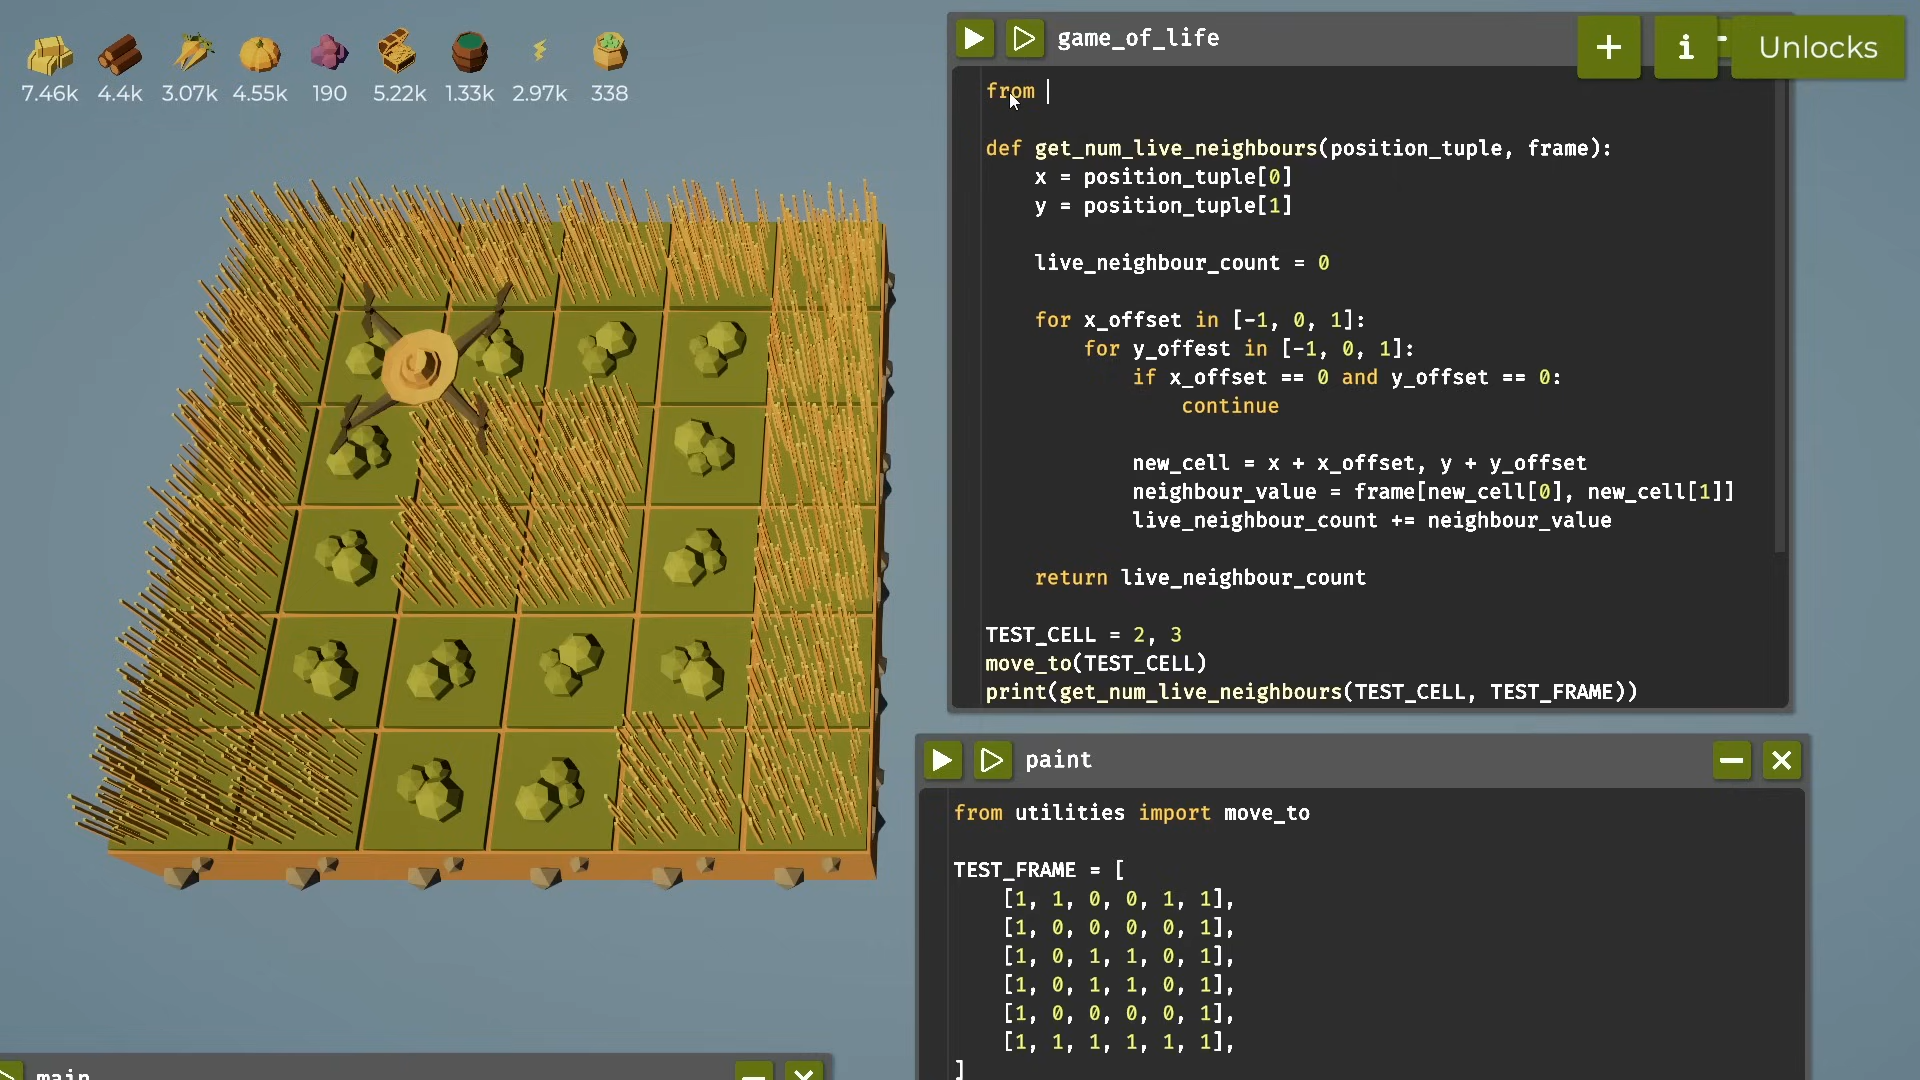 7.46k 4.4k 3.07k 4.55k 190 5.22k 1.33k 2.97k 338
game_of_life
+ i Unlocks
from
def get_num_live_neighbours(position_tuple, frame):
x = position_tuple[0]
y = position_tuple[1]
live_neighbour_count = 0
for x_offset in [-1, 0, 1]:
for y_offest in [-1, 0, 1]:
if x_offset == 0 and y_offset == 0:
continue
new_cell = x + x_offset, y + y_offset
neighbour_value = frame[new_cell[0], new_cell[1]]
live_neighbour_count += neighbour_value
return live_neighbour_count
TEST_CELL = 2, 3
move_to(TEST_CELL)
print(get_num_live_neighbours(TEST_CELL, TEST_FRAME))
paint
from utilities import move_to
TEST_FRAME = [
[1, 1, 0, 0, 1, 1],
[1, 0, 0, 0, 0, 1],
[1, 0, 1, 1, 0, 1],
[1, 0, 1, 1, 0, 1],
[1, 0, 0, 0, 0, 1],
[1, 1, 1, 1, 1, 1],
]
main